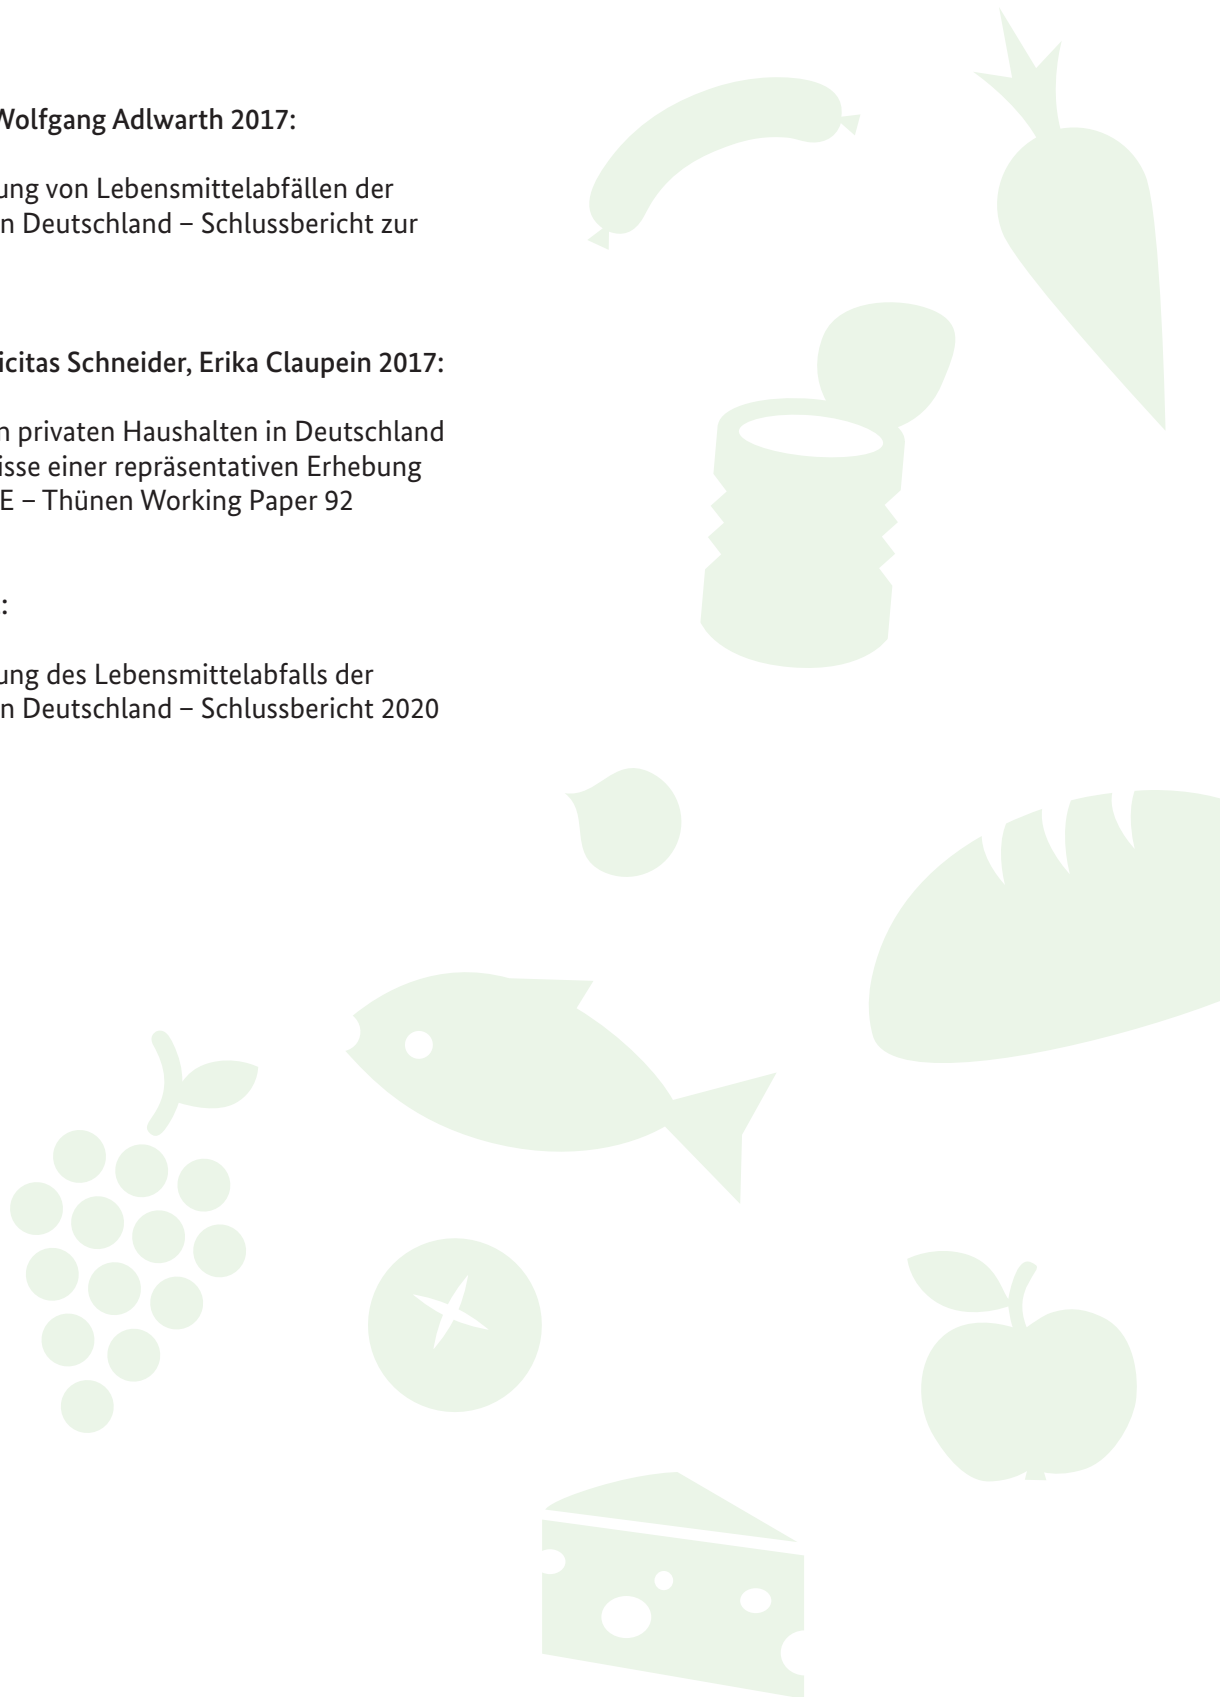 Wolfgang Adlwarth 2017:
ung von Lebensmittelabfällen der
n Deutschland – Schlussbericht zur
icitas Schneider, Erika Claupein 2017:
n privaten Haushalten in Deutschland
isse einer repräsentativen Erhebung
E – Thünen Working Paper 92
:
ung des Lebensmittelabfalls der
n Deutschland – Schlussbericht 2020